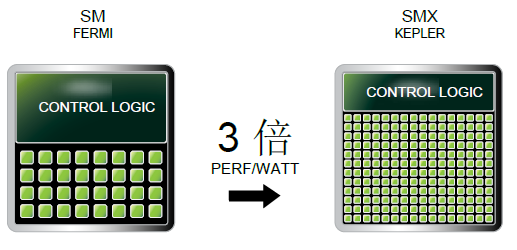 SM
FERMI
CONTROL LOGIC
3 倍
PERF/WATT
SMX
KEPLER
CONTROL LOGIC